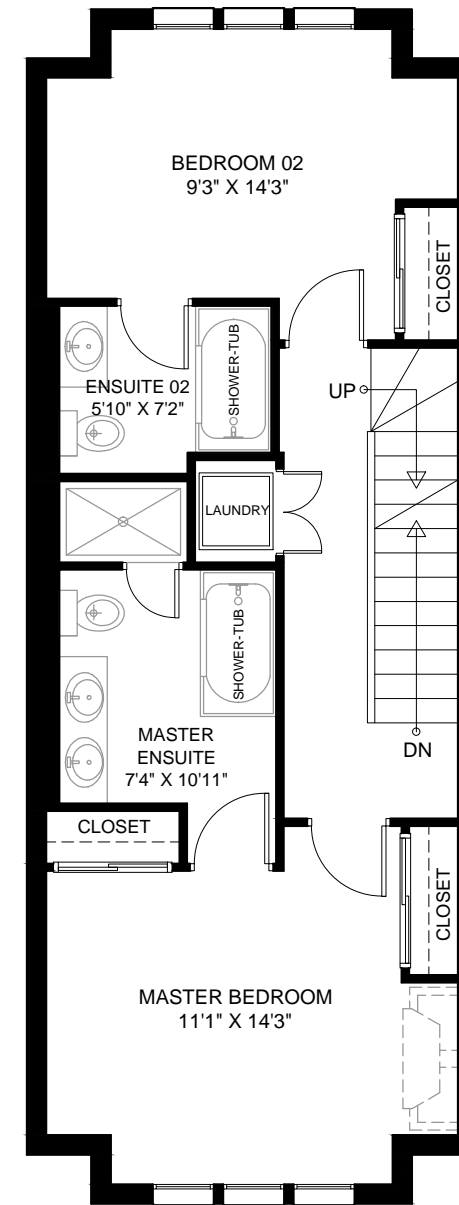 BEDROOM 02
9'3" X 14'3"
CLOSET
SHOWER-TUB
ENSUITE 02
5'10" X 7'2"
UP
LAUNDRY
SHOWER-TUB
MASTER
ENSUITE
7'4" X 10'11"
DN
CLOSET
CLOSET
MASTER BEDROOM
11'1" X 14'3"